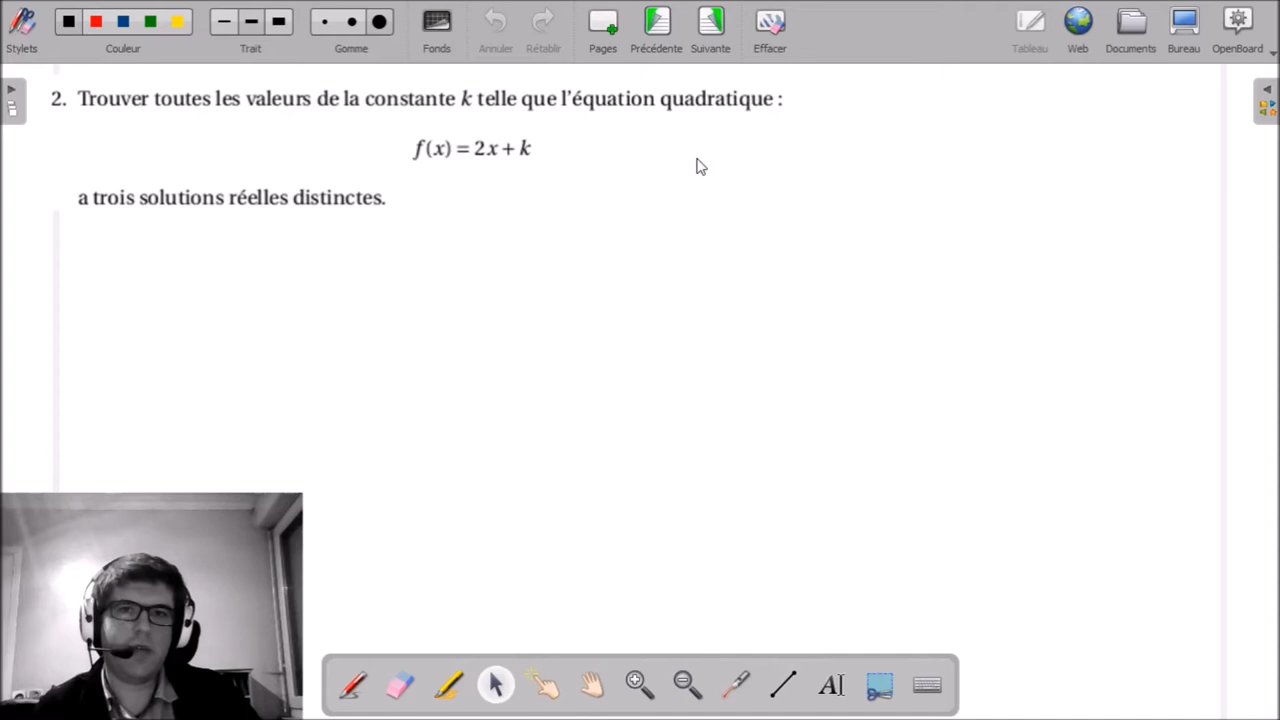 Stylets
Couleur
Trait
Gomme
Fonds
Annuler
Rétablir
Pages
Précédente
Suivante
Effacer
Tableau
Web
Documents
Bureau
OpenBoard
2. Trouver toutes les valeurs de la constante k telle que l'équation quadratique :
f(x) = 2x + k
a trois solutions réelles distinctes.
AI